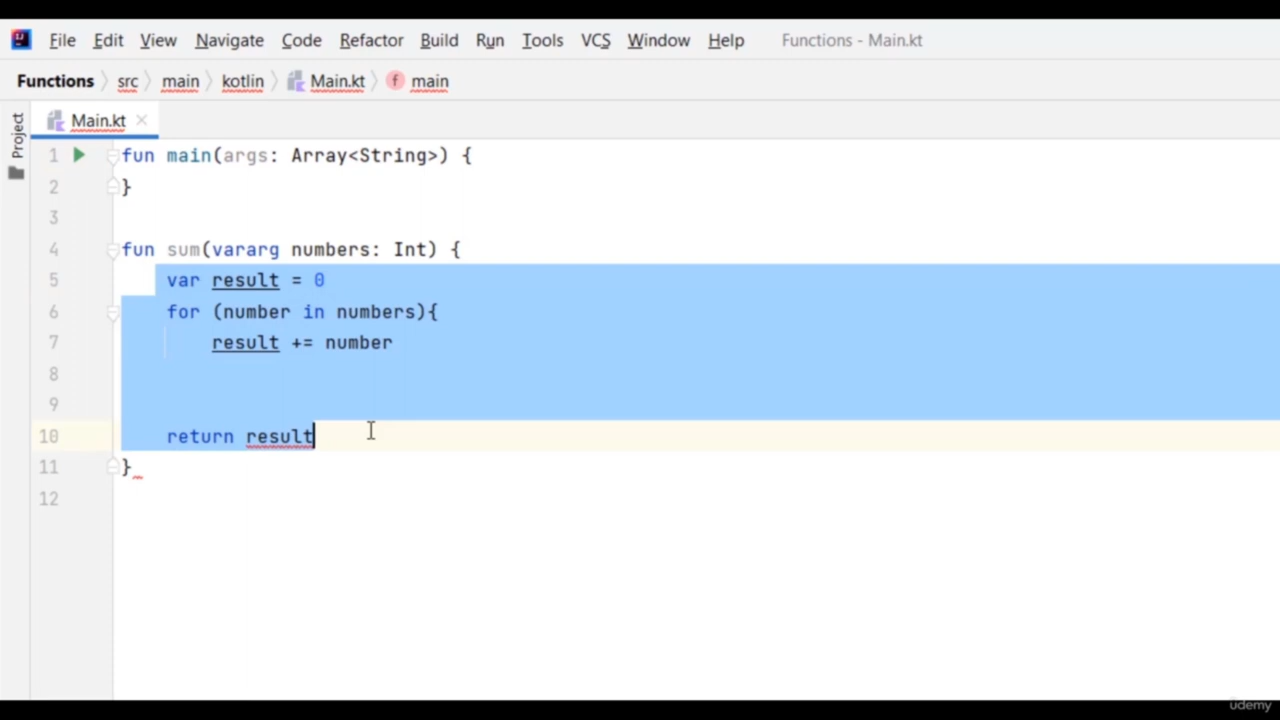 File Edit View Navigate Code Refactor Build Run Tools VCS Window Help Functions - Main.kt
Functions src main kotlin Main.kt f main
Project
Main.kt
1 fun main(args: Array<String>) {
2 }
3
4 fun sum(vararg numbers: Int) {
5 var result = 0
6 for (number in numbers){
7 result += number
8
9
10 return result
11 }
12
udemy